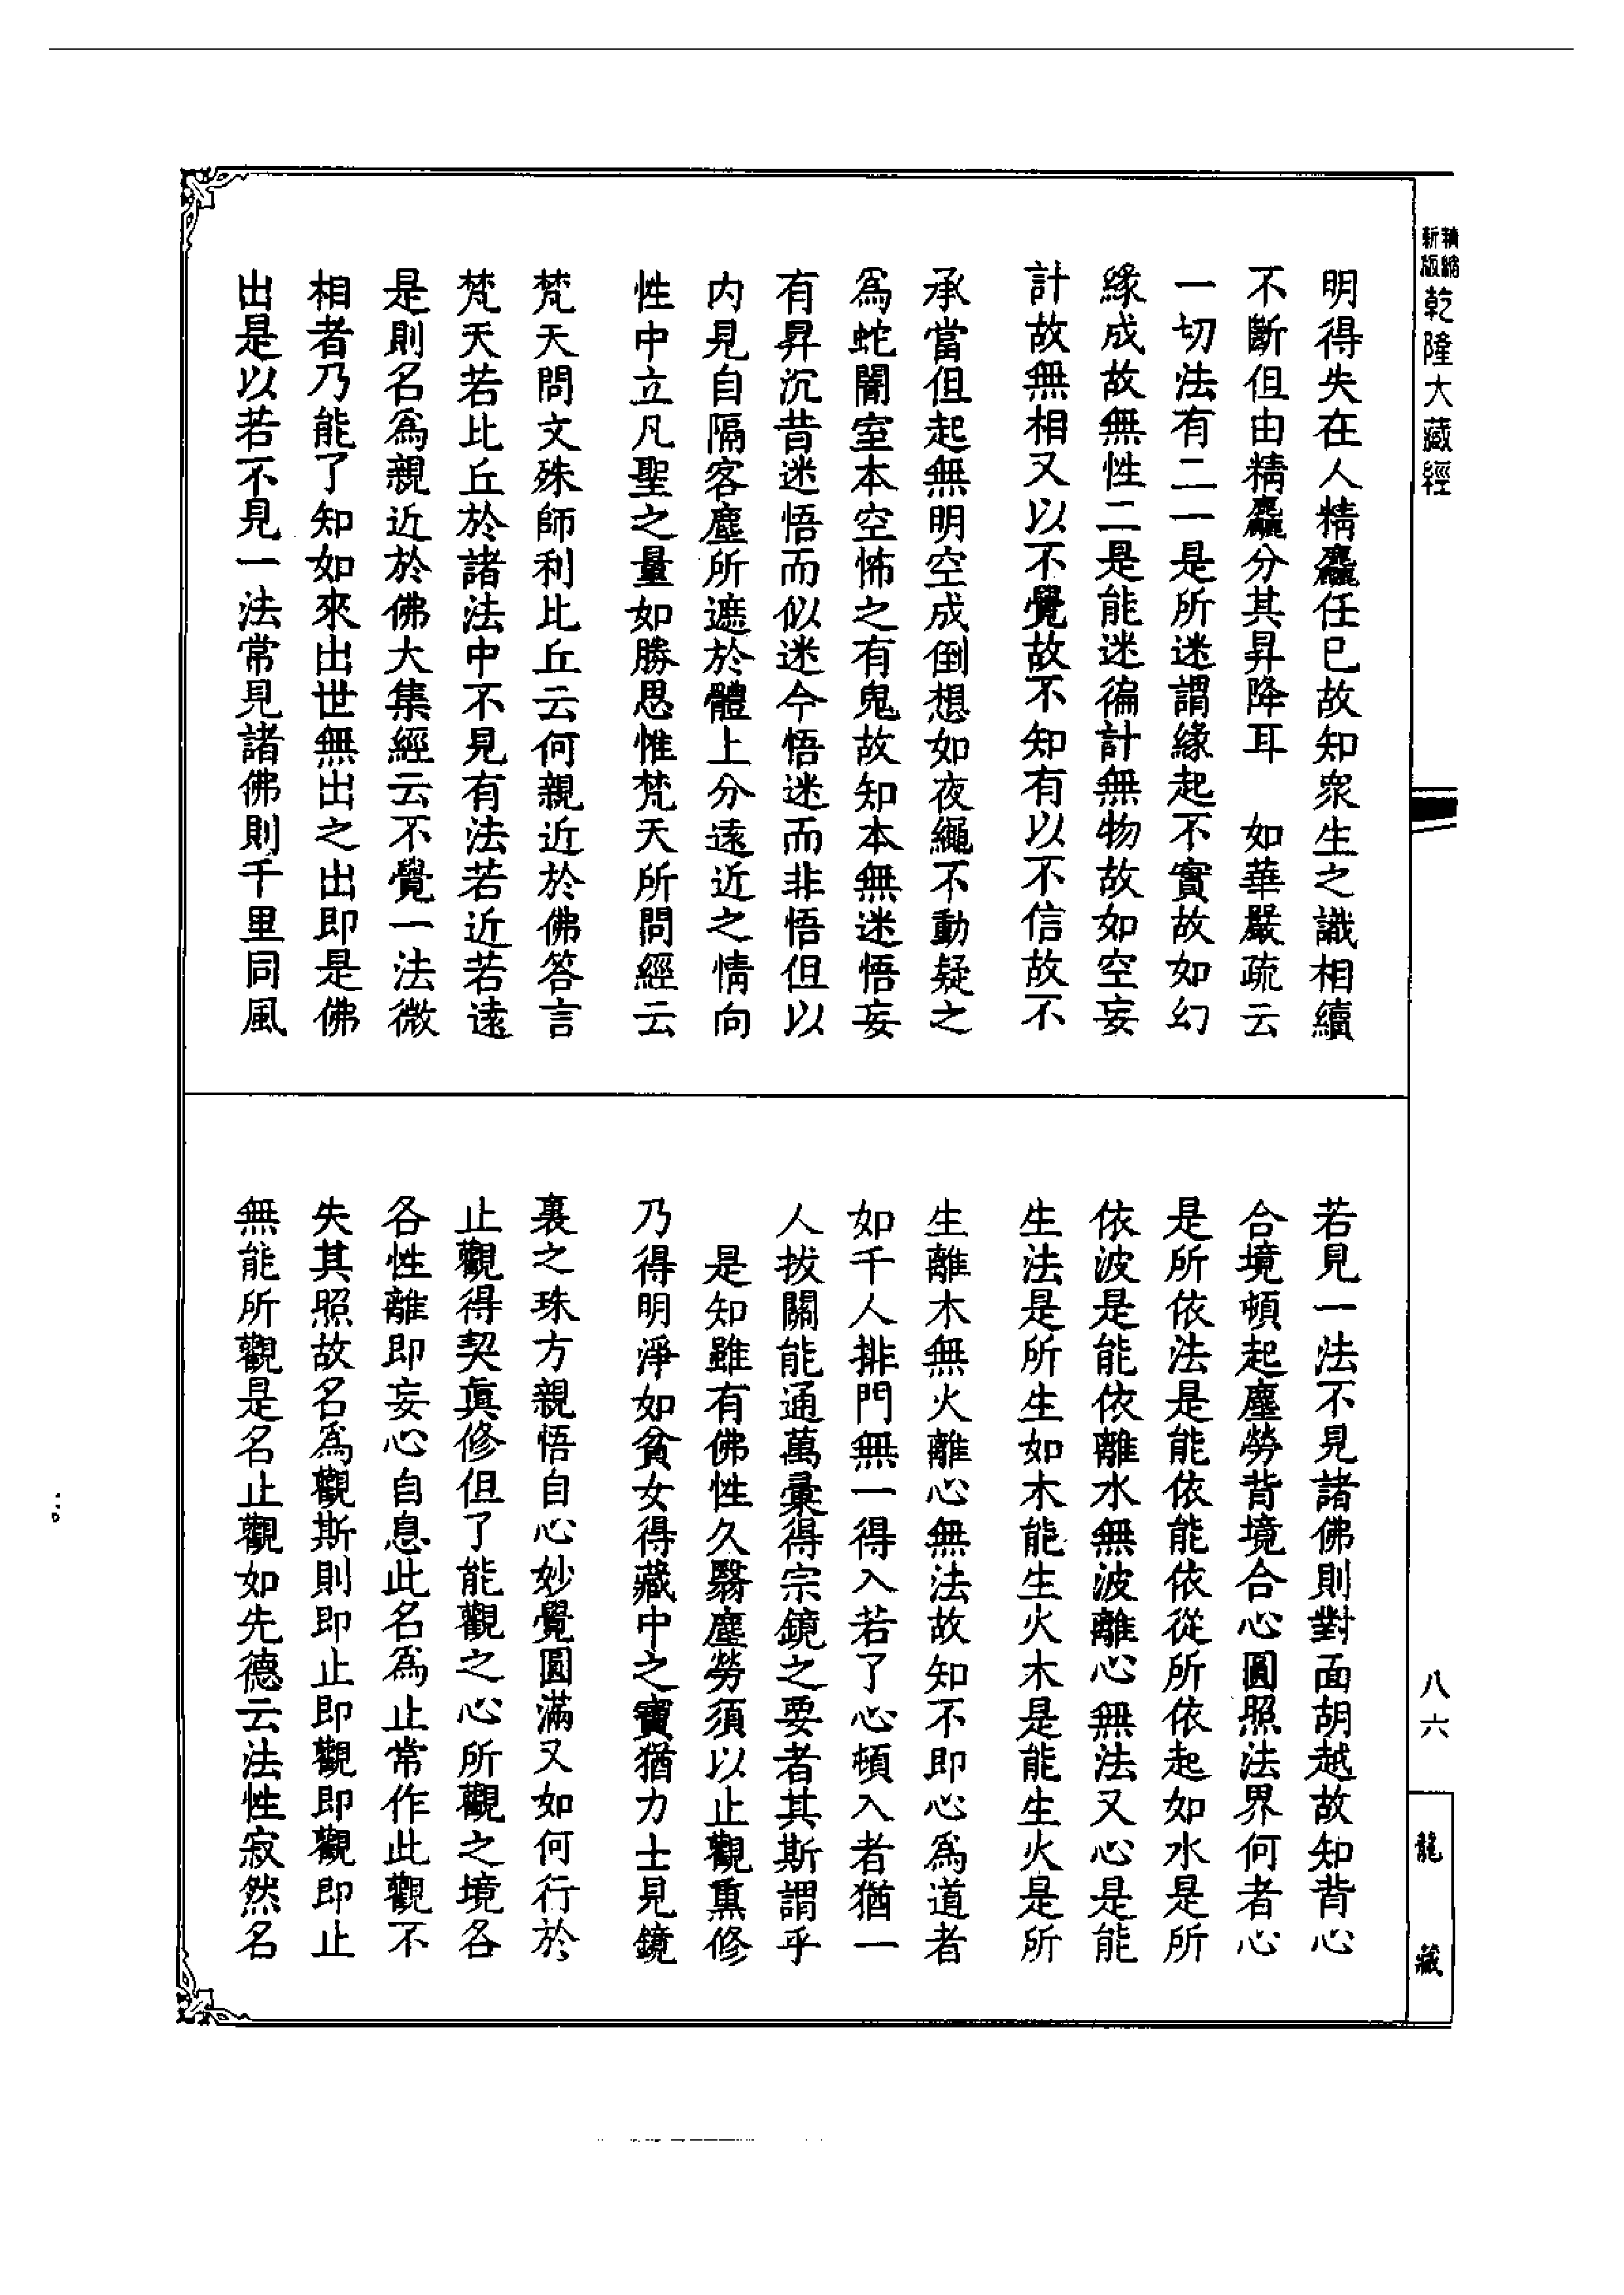 精縮新版 乾隆大藏經
明得失在人精麤任已故知衆生之識相續
不斷但由精麤分其昇降耳　如華嚴疏云
一切法有二一是所迷謂緣起不實故如幻
緣成故無性二是能迷徧計無物故如空妄
計故無相又以不覺故不知有以不信故不
承當但起無明空成倒想如夜繩不動疑之
爲蛇闇室本空怖之有鬼故知本無迷悟妄
有昇沉昔迷悟而似迷今悟迷而非悟但以
内見自隔客塵所遮於體上分遠近之情向
性中立凡聖之量如勝思惟梵天所問經云
梵天問文殊師利比丘云何親近於佛答言
梵天若比丘於諸法中不見有法若近若遠
是則名爲親近於佛大集經云不覺一法微
相者乃能了知如來出世無出之出即是佛
出是以若不見一法常見諸佛則千里同風
若見一法不見諸佛則對面胡越故知背心
合境頓起塵勞背境合心圓照法界何者心
是所依法是能依能依從所依起如水是所
依波是能依離水無波離心無法又心是能
生法是所生如木能生火木是能生火是所
生離木無火離心無法故知不即心爲道者
如千人排門無一得入若了心頓入者猶一
人拔關能通萬彙得宗鏡之要者其斯謂乎
是知雖有佛性久翳塵勞須以止觀熏修
乃得明淨如貧女得藏中之寶猶力士見鏡
裏之珠方親悟自心妙覺圓滿又如何行於
止觀得契眞修但了能觀之心所觀之境各
各性離即妄心自息此名爲止常作此觀不
失其照故名爲觀斯則即止即觀即觀即止
無能所觀是名止觀如先德云法性寂然名
八六
龍藏